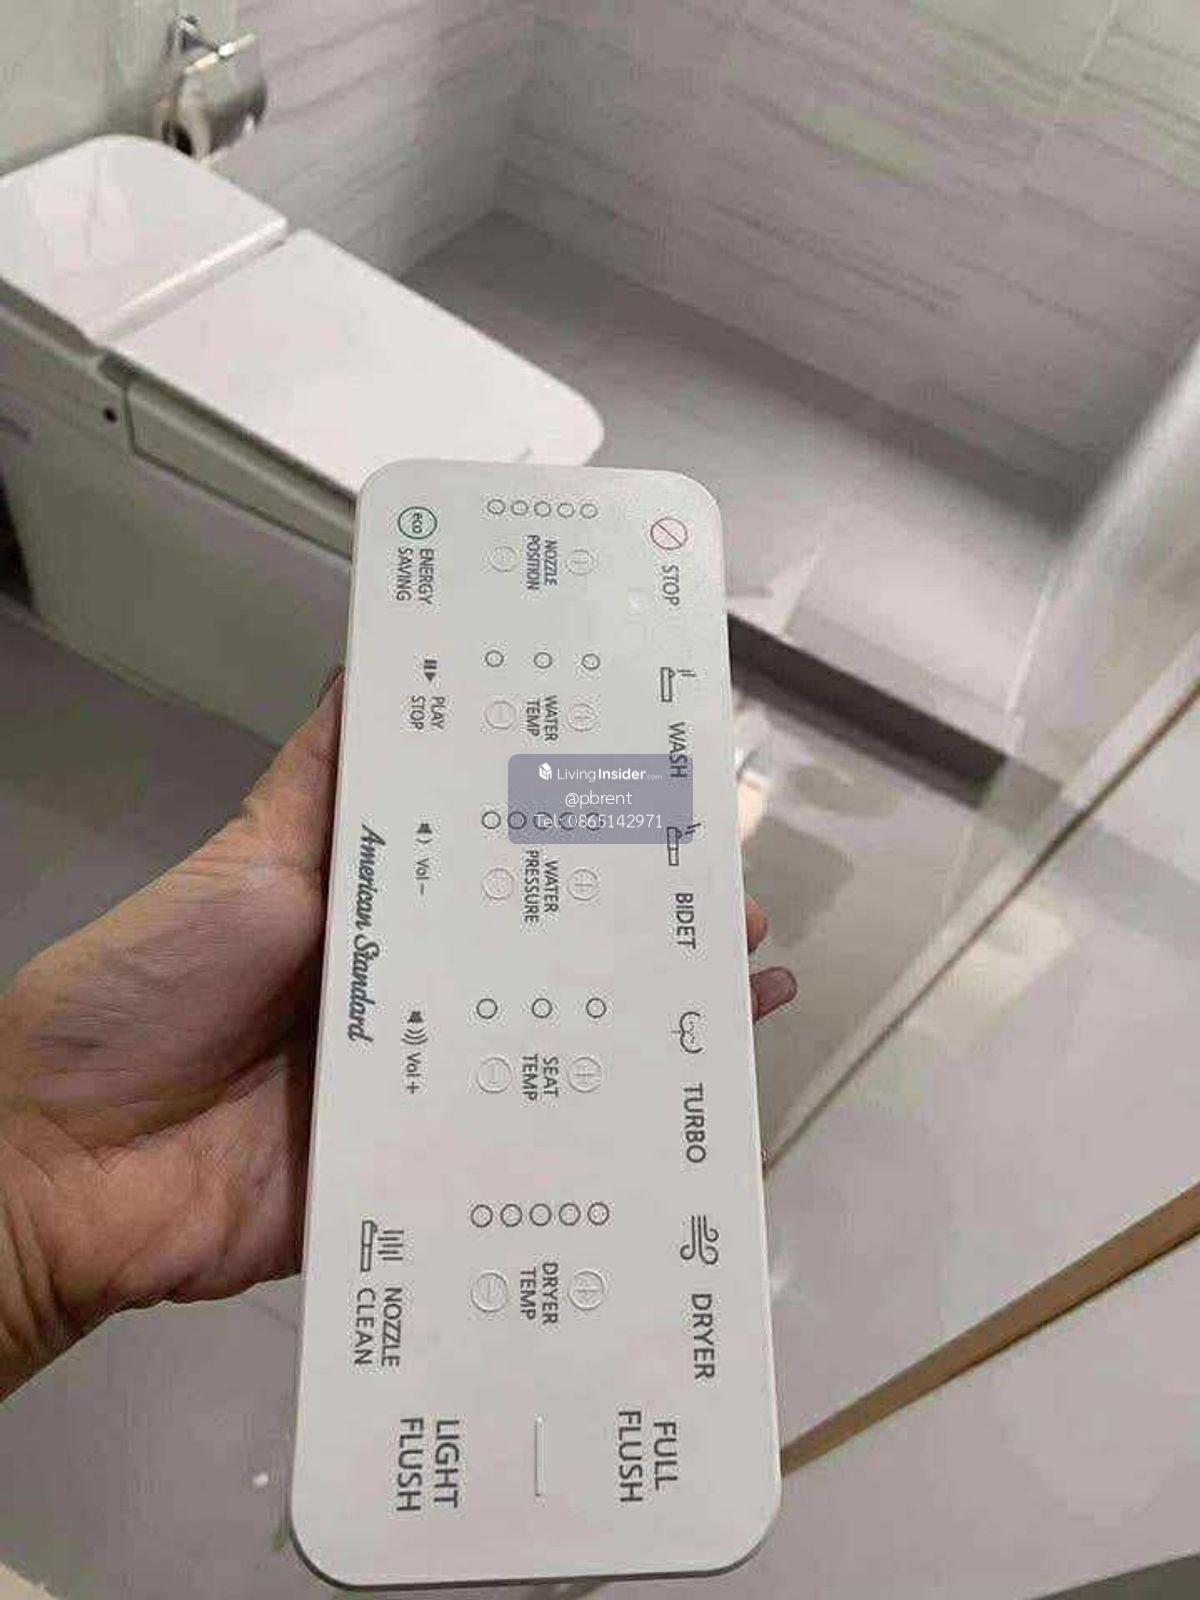 STOP
WASH
BIDET
TURBO
DRYER
FULL
FLUSH
NOZZLE
POSITION
WATER
TEMP
WATER
PRESSURE
SEAT
TEMP
DRYER
TEMP
eco
ENERGY
SAVING
PLAY
STOP
Vol −
Vol +
NOZZLE
CLEAN
LIGHT
FLUSH
American Standard
LivingInsider.com
@pbrent
Tel: 0865142971